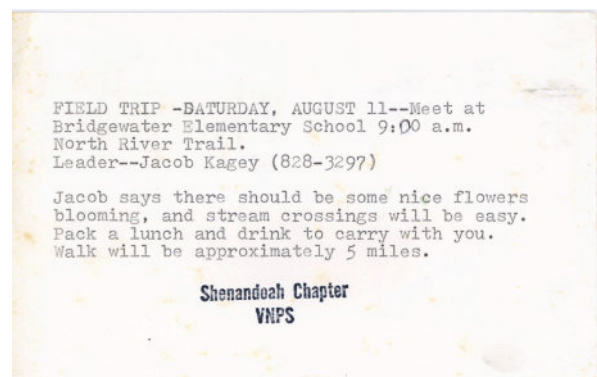 FIELD TRIP -SATURDAY, AUGUST 11--Meet at
Bridgewater Elementary School 9:00 a.m.
North River Trail.
Leader--Jacob Kagey (828-3297)
Jacob says there should be some nice flowers
blooming, and stream crossings will be easy.
Pack a lunch and drink to carry with you.
Walk will be approximately 5 miles.
Shenandoah Chapter
VNPS